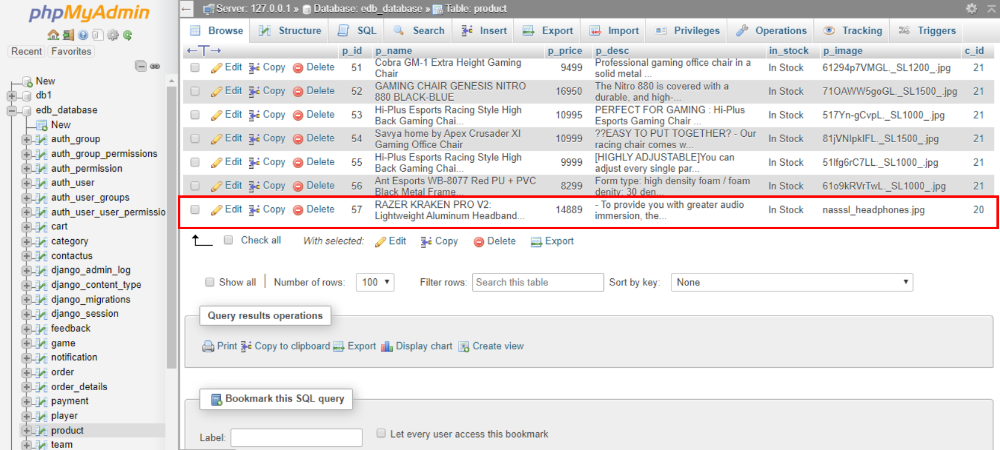 phpMyAdmin
Recent Favorites
New
db1
edb_database
New
auth_group
auth_group_permissions
auth_permission
auth_user
auth_user_groups
auth_user_user_permissio
cart
category
contactus
django_admin_log
django_content_type
django_migrations
django_session
feedback
game
notification
order
order_details
payment
player
product
team
Server: 127.0.0.1 » Database: edb_database » Table: product
Browse Structure SQL Search Insert Export Import Privileges Operations Tracking Triggers
p_id p_name p_price p_desc in_stock p_image c_id
Edit Copy Delete 51 Cobra GM-1 Extra Height Gaming Chair 9499 Professional gaming office chair in a solid metal ... In Stock 61294p7VMGL._SL1200_.jpg 21
Edit Copy Delete 52 GAMING CHAIR GENESIS NITRO 880 BLACK-BLUE 16950 The Nitro 880 is covered with a durable, and high-... In Stock 71OAWW5goGL._SL1500_.jpg 21
Edit Copy Delete 53 Hi-Plus Esports Racing Style High Back Gaming Chai... 10995 PERFECT FOR GAMING : Hi-Plus Esports Gaming Chair ... In Stock 517Yn-gCvpL._SL1000_.jpg 21
Edit Copy Delete 54 Savya home by Apex Crusader XI Gaming Office Chair 10999 ??EASY TO PUT TOGETHER? - Our racing chair comes w... In Stock 81jVNIpklFL._SL1500_.jpg 21
Edit Copy Delete 55 Hi-Plus Esports Racing Style High Back Gaming Chai... 9999 [HIGHLY ADJUSTABLE]You can adjust every single par... In Stock 51lfg6rC7LL._SL1000_.jpg 21
Edit Copy Delete 56 Ant Esports WB-8077 Red PU + PVC Black Metal Frame... 8299 Form type: high density foam / foam denity: 30 den... In Stock 61o9kRVrTwL._SL1000_.jpg 21
Edit Copy Delete 57 RAZER KRAKEN PRO V2: Lightweight Aluminum Headband... 14889 - To provide you with greater audio immersion, the... In Stock nasssl_headphones.jpg 20
Check all With selected: Edit Copy Delete Export
Show all Number of rows: 100 Filter rows: Search this table Sort by key: None
Query results operations
Print Copy to clipboard Export Display chart Create view
Bookmark this SQL query
Label: Let every user access this bookmark